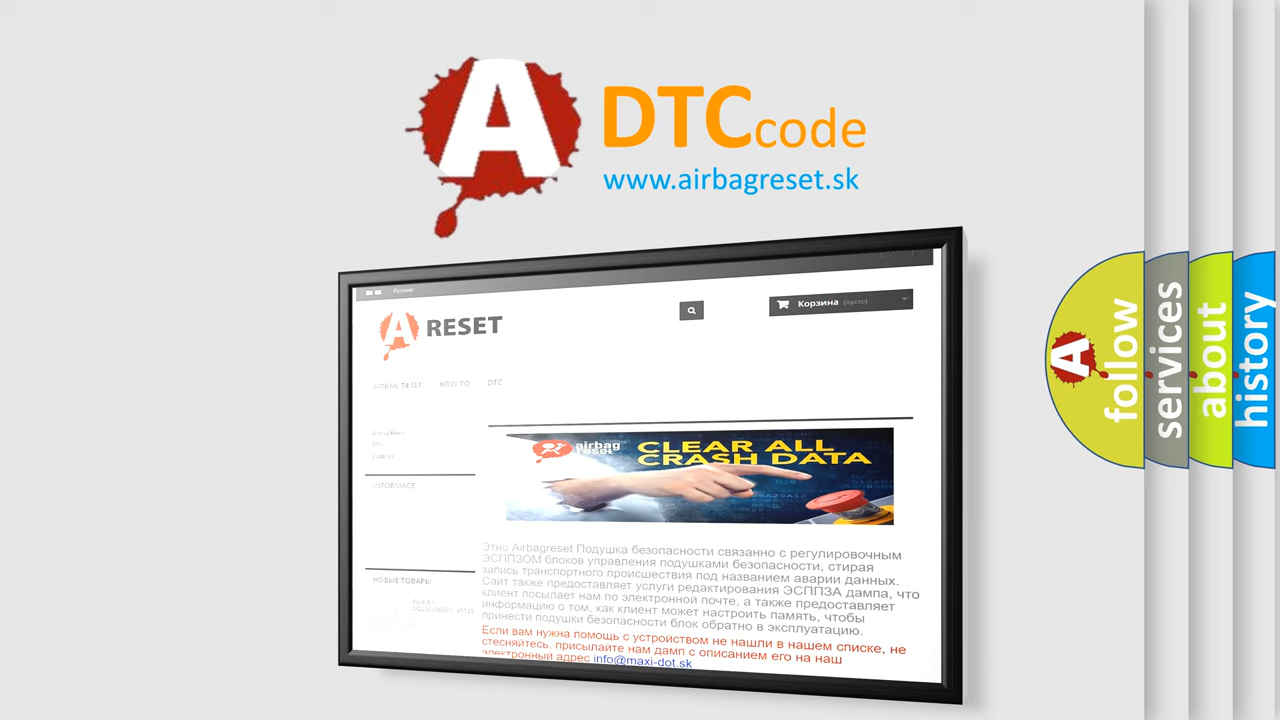 A
DTC code
www.airbagreset.sk
Русский
A RESET
Корзина (пусто)
AIRBAG RESET HOW TO DTC
Airbag Reset
INFORMACE
airbag
reset
CLEAR ALL
CRASH DATA
Этно Airbagreset Подушка безопасности связанно с регулировочным
ЭСППЗОМ блоков управления подушками безопасности, стирая
запись транспортного происшествия под названием аварии данных.
Сайт также предоставляет услуги редактирования ЭСППЗА дампа, что
клиент посылает нам по электронной почте, а также предоставляет
информацию о том, как клиент может настроить память, чтобы
принести подушки безопасности блок обратно в эксплуатацию.
Если вам нужна помощь с устройством не нашли в нашем списке, не
стесняйтесь, присылайте нам дамп с описанием его на наш
электронный адрес info@maxi-dot.sk
НОВЫЕ ТОВАРЫ
A
follow
services
about
history